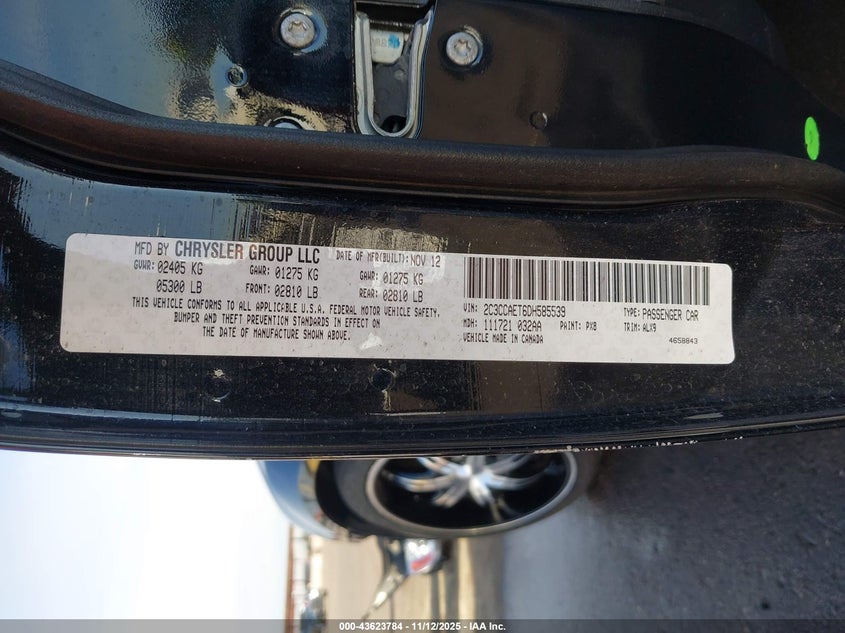 MFD BY CHRYSLER GROUP LLC DATE OF MFR(BUILT): NOV 12
GVWR: 02405 KG GAWR: 01275 KG GAWR: 01275 KG
05300 LB FRONT: 02810 LB REAR: 02810 LB
THIS VEHICLE CONFORMS TO ALL APPLICABLE U.S.A. FEDERAL MOTOR VEHICLE SAFETY,
BUMPER AND THEFT PREVENTION STANDARDS IN EFFECT ON
THE DATE OF MANUFACTURE SHOWN ABOVE.
VIN: 2C3CCAET6DH585539 TYPE: PASSENGER CAR
MDH: 111721 032AA PAINT: PX8 TRIM: ALX9
VEHICLE MADE IN CANADA 4658843
000-43623784 — 11/12/2025 — IAA Inc.